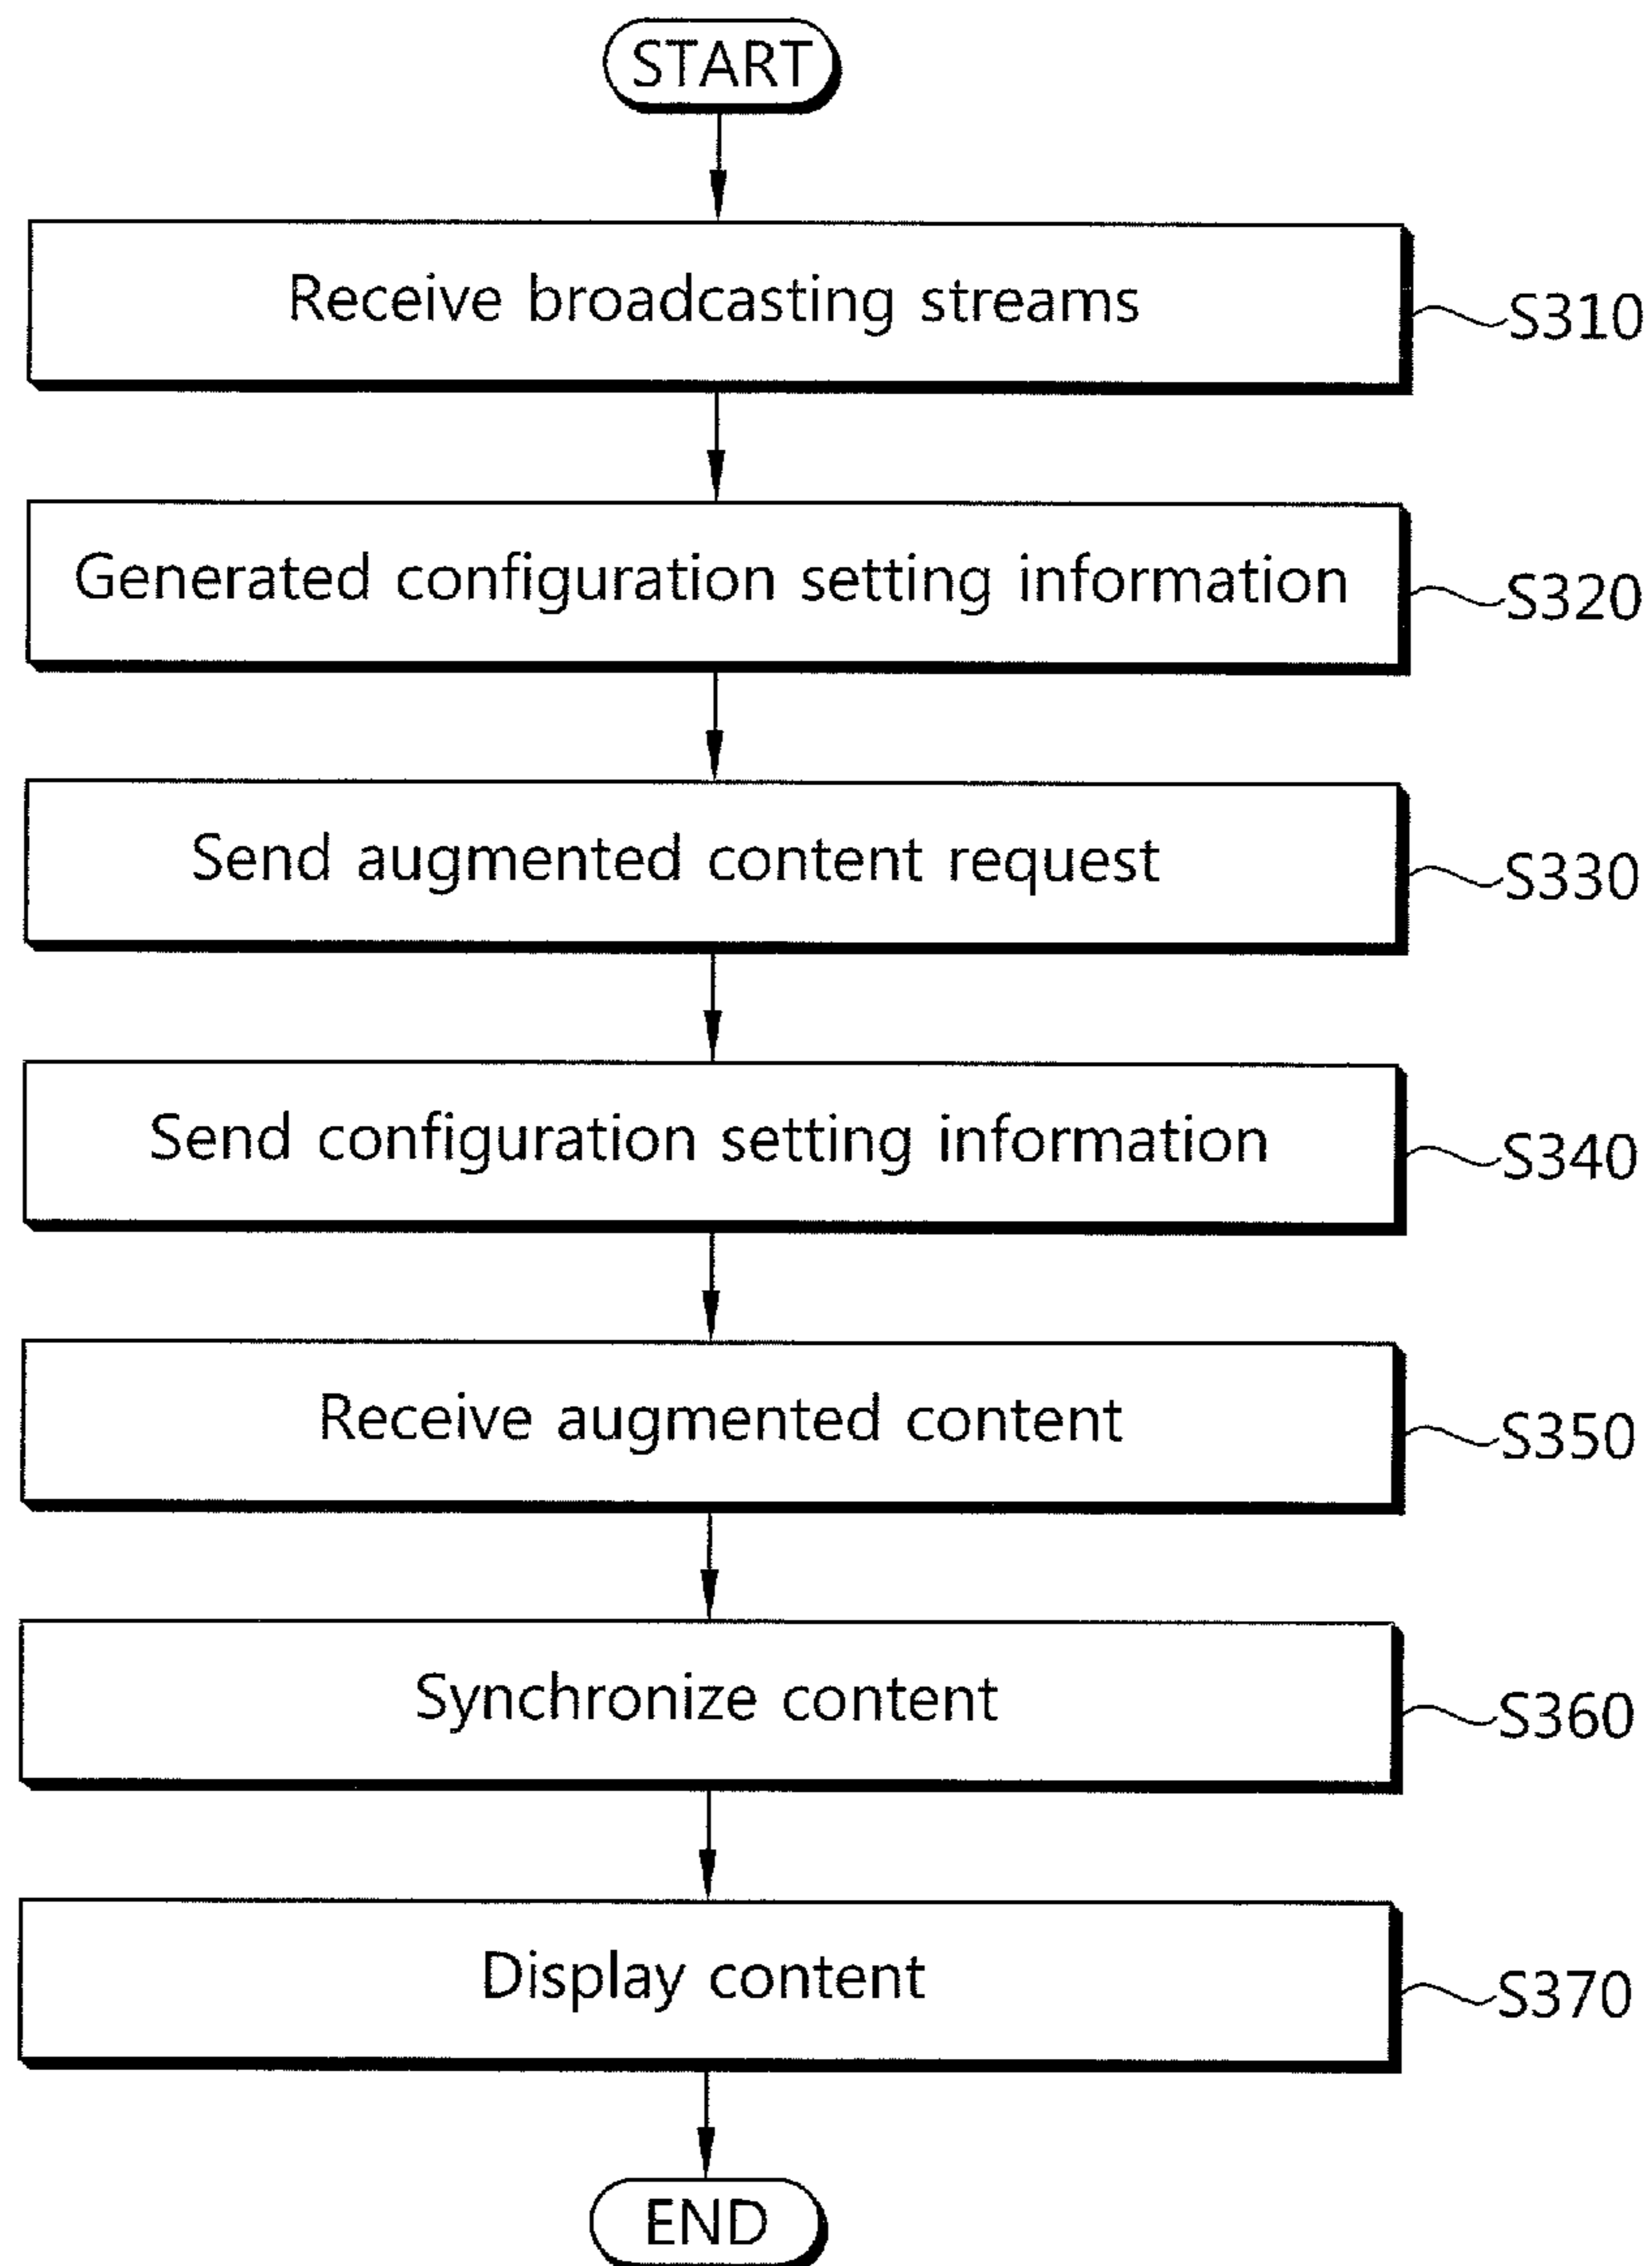 START
Receive broadcasting streams
S310
Generated configuration setting information
S320
Send augmented content request
S330
Send configuration setting information
S340
Receive augmented content
S350
Synchronize content
S360
Display content
S370
END